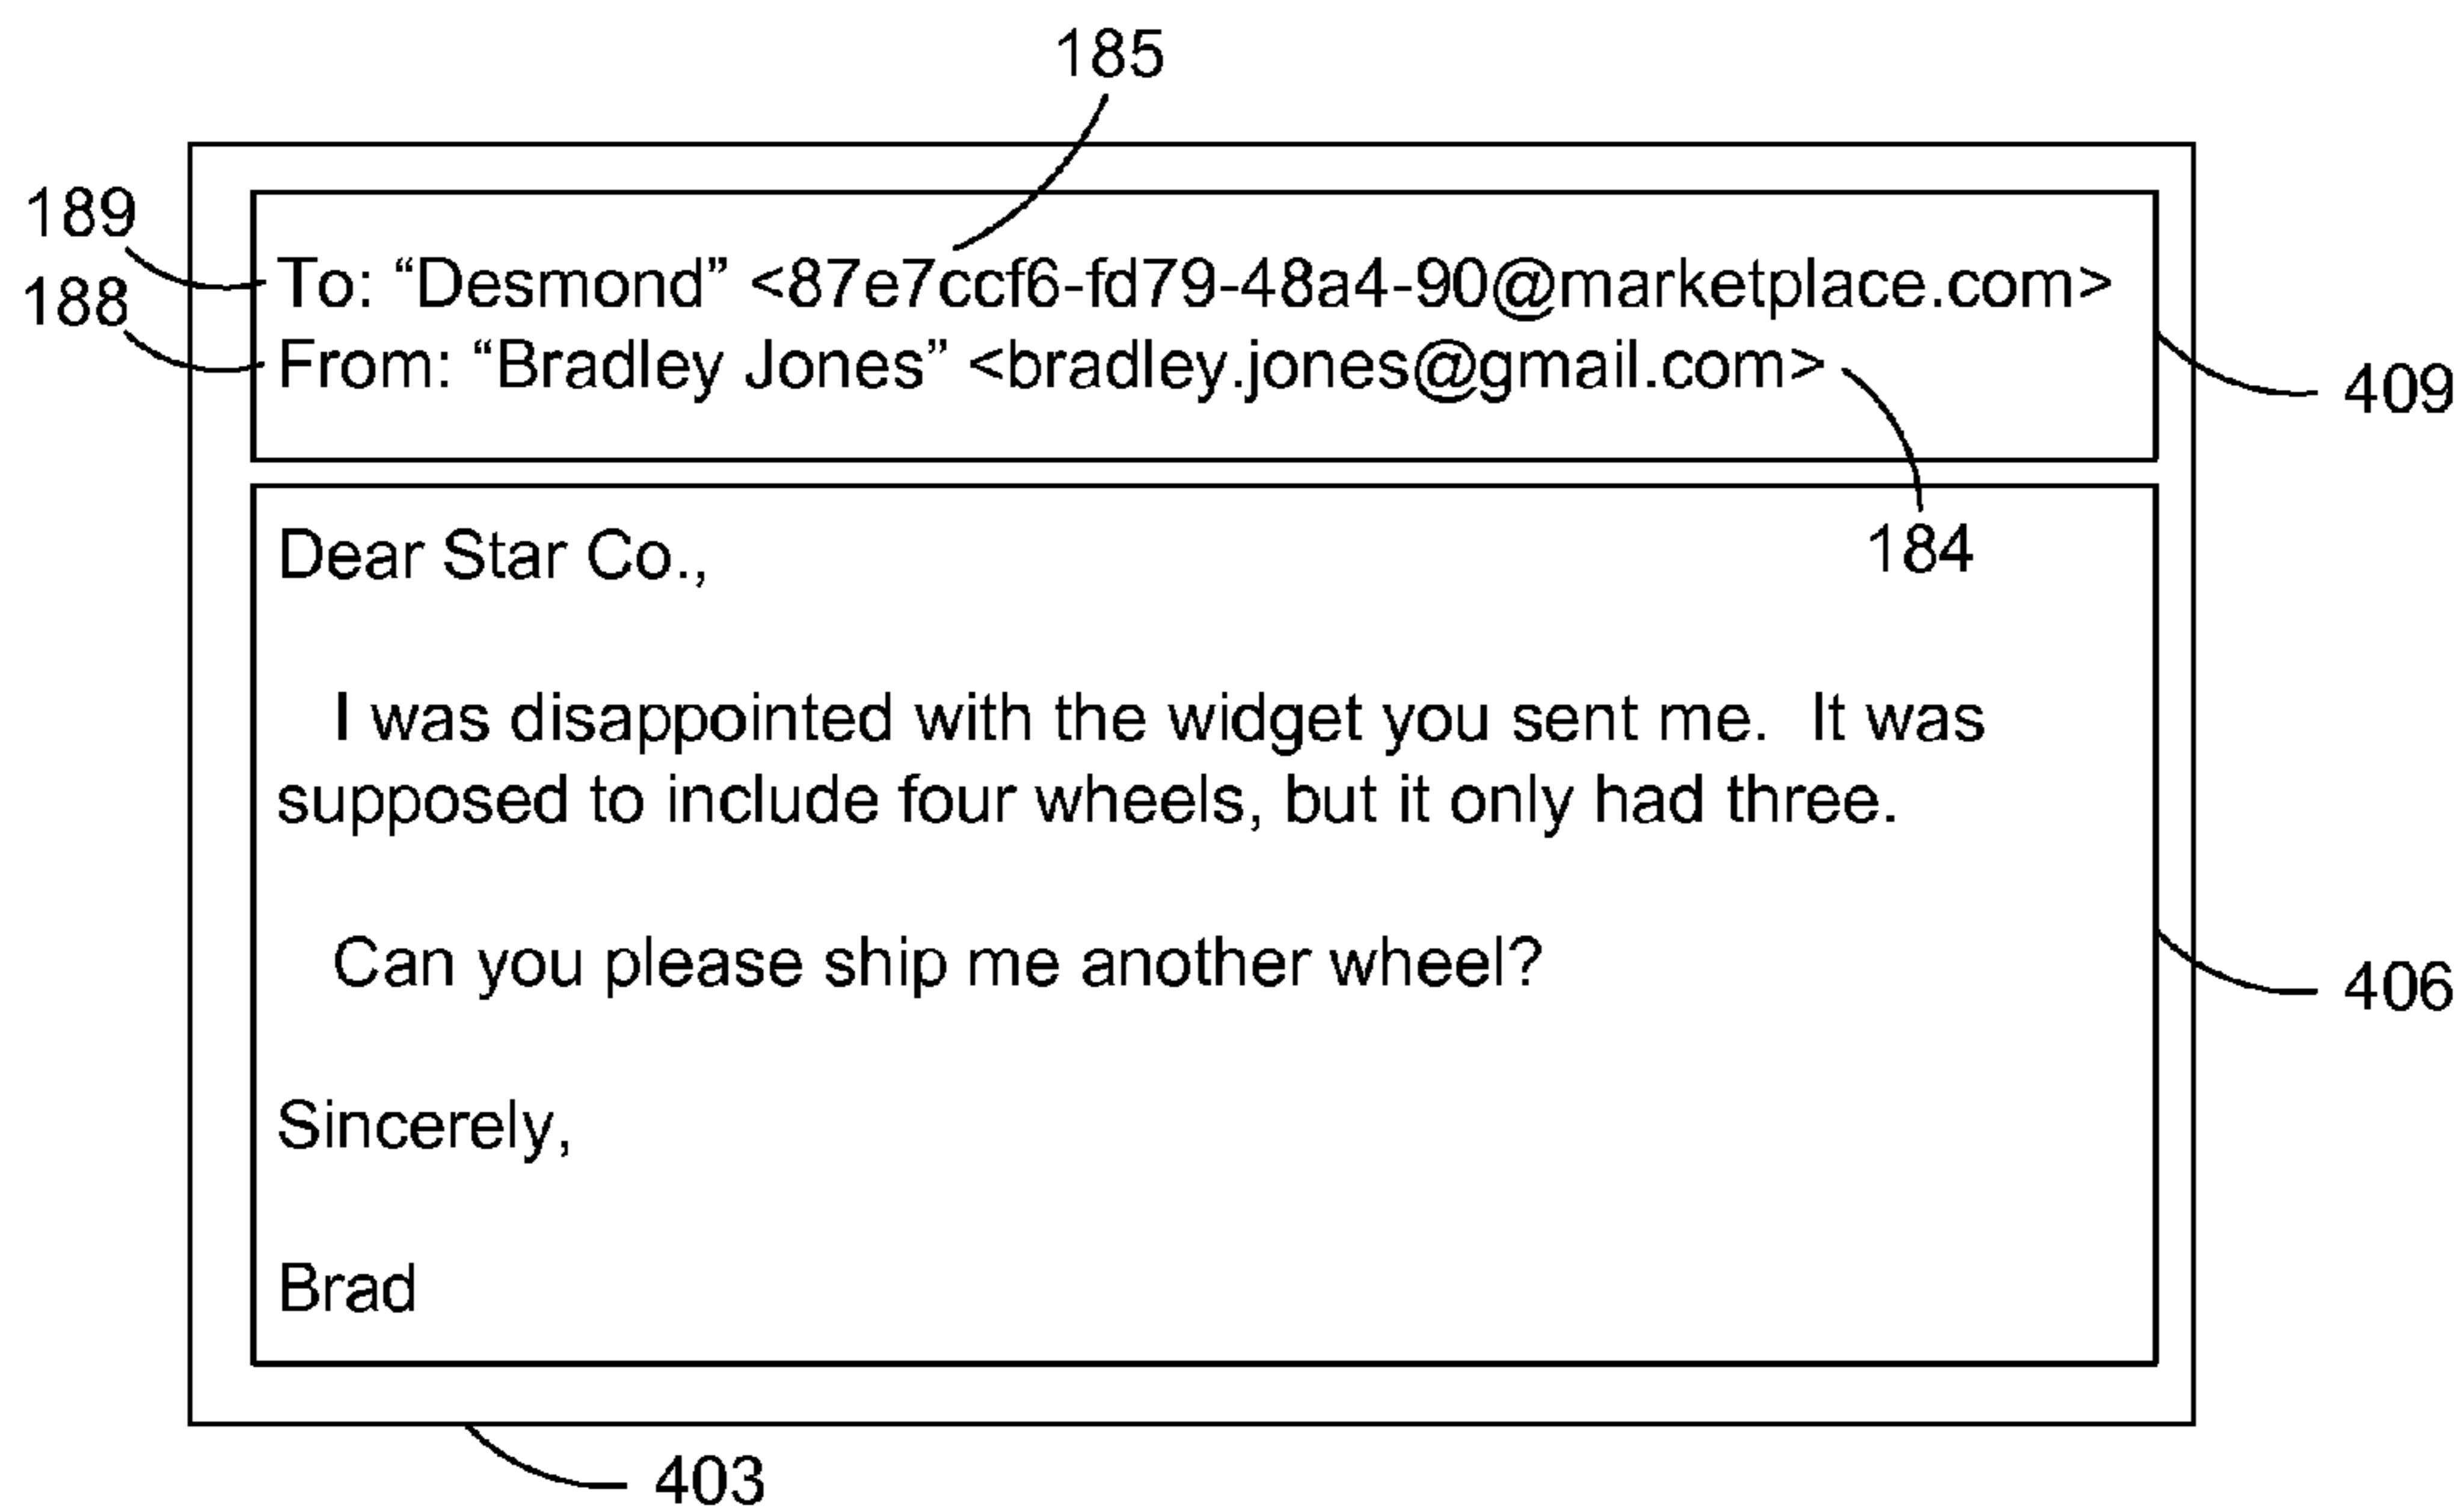 185
189
To: “Desmond” <87e7ccf6-fd79-48a4-90@marketplace.com>
188
From: “Bradley Jones” <bradley.jones@gmail.com>
409
184
Dear Star Co.,
I was disappointed with the widget you sent me.  It was
supposed to include four wheels, but it only had three.
Can you please ship me another wheel?
406
Sincerely,
Brad
403